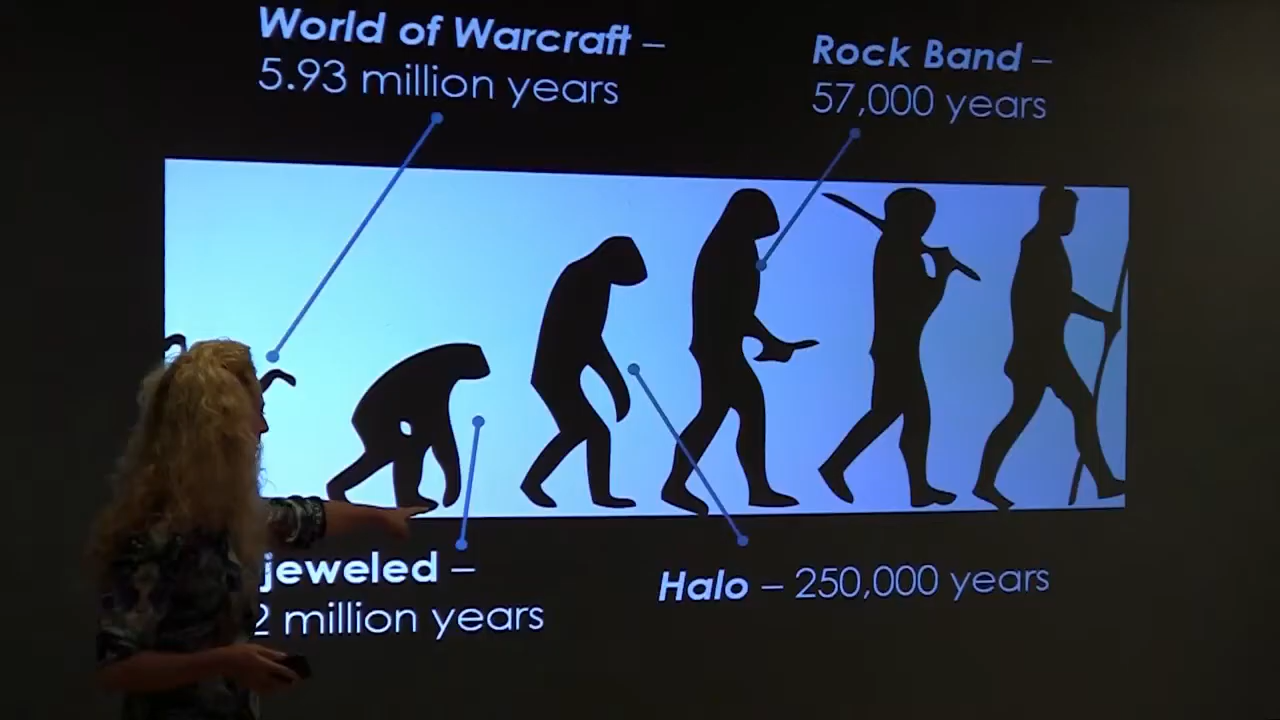 World of Warcraft –
5.93 million years
Rock Band –
57,000 years
jeweled –
2 million years
Halo – 250,000 years